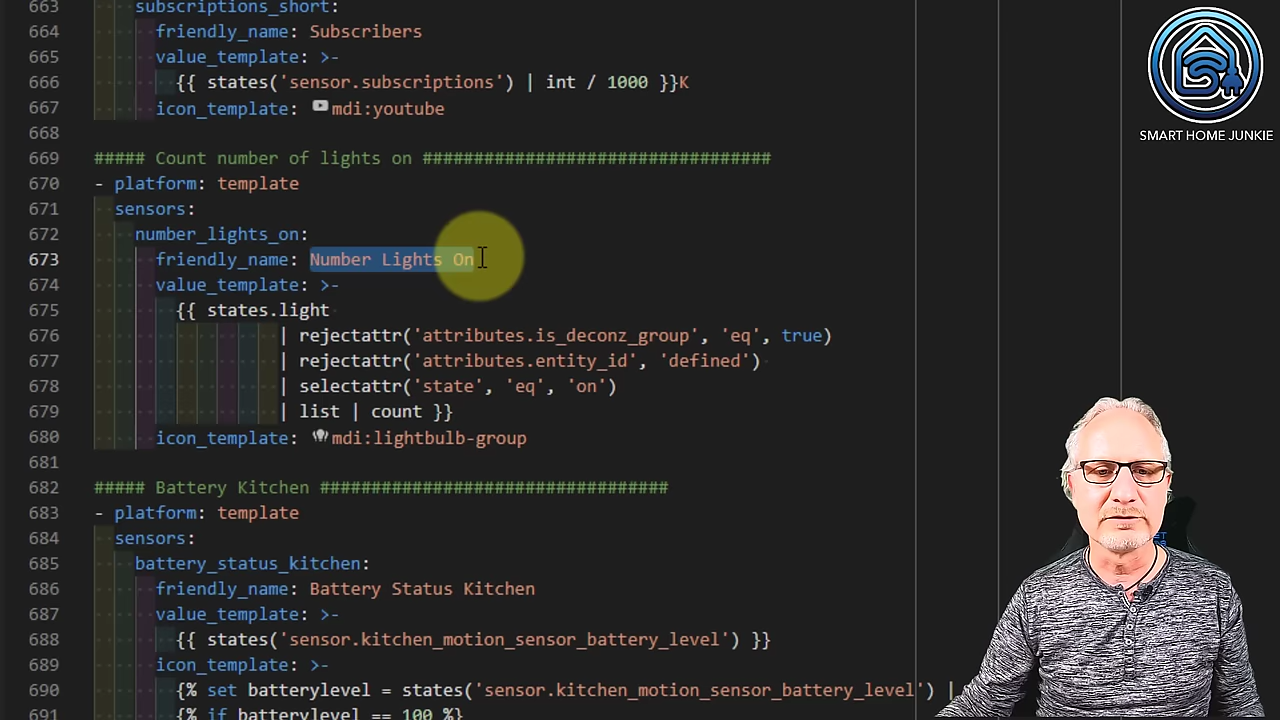 663 subscriptions_short:
664 friendly_name: Subscribers
665 value_template: >-
666 {{ states('sensor.subscriptions') | int / 1000 }}K
667 icon_template: mdi:youtube
668
669 ##### Count number of lights on ##################################
670 - platform: template
671 sensors:
672 number_lights_on:
673 friendly_name: Number Lights On
674 value_template: >-
675 {{ states.light
676 | rejectattr('attributes.is_deconz_group', 'eq', true)
677 | rejectattr('attributes.entity_id', 'defined')
678 | selectattr('state', 'eq', 'on')
679 | list | count }}
680 icon_template: mdi:lightbulb-group
681
682 ##### Battery Kitchen ##################################
683 - platform: template
684 sensors:
685 battery_status_kitchen:
686 friendly_name: Battery Status Kitchen
687 value_template: >-
688 {{ states('sensor.kitchen_motion_sensor_battery_level') }}
689 icon_template: >-
690 {% set batterylevel = states('sensor.kitchen_motion_sensor_battery_level') |
691 {% if batterylevel == 100 %}
SMART HOME JUNKIE